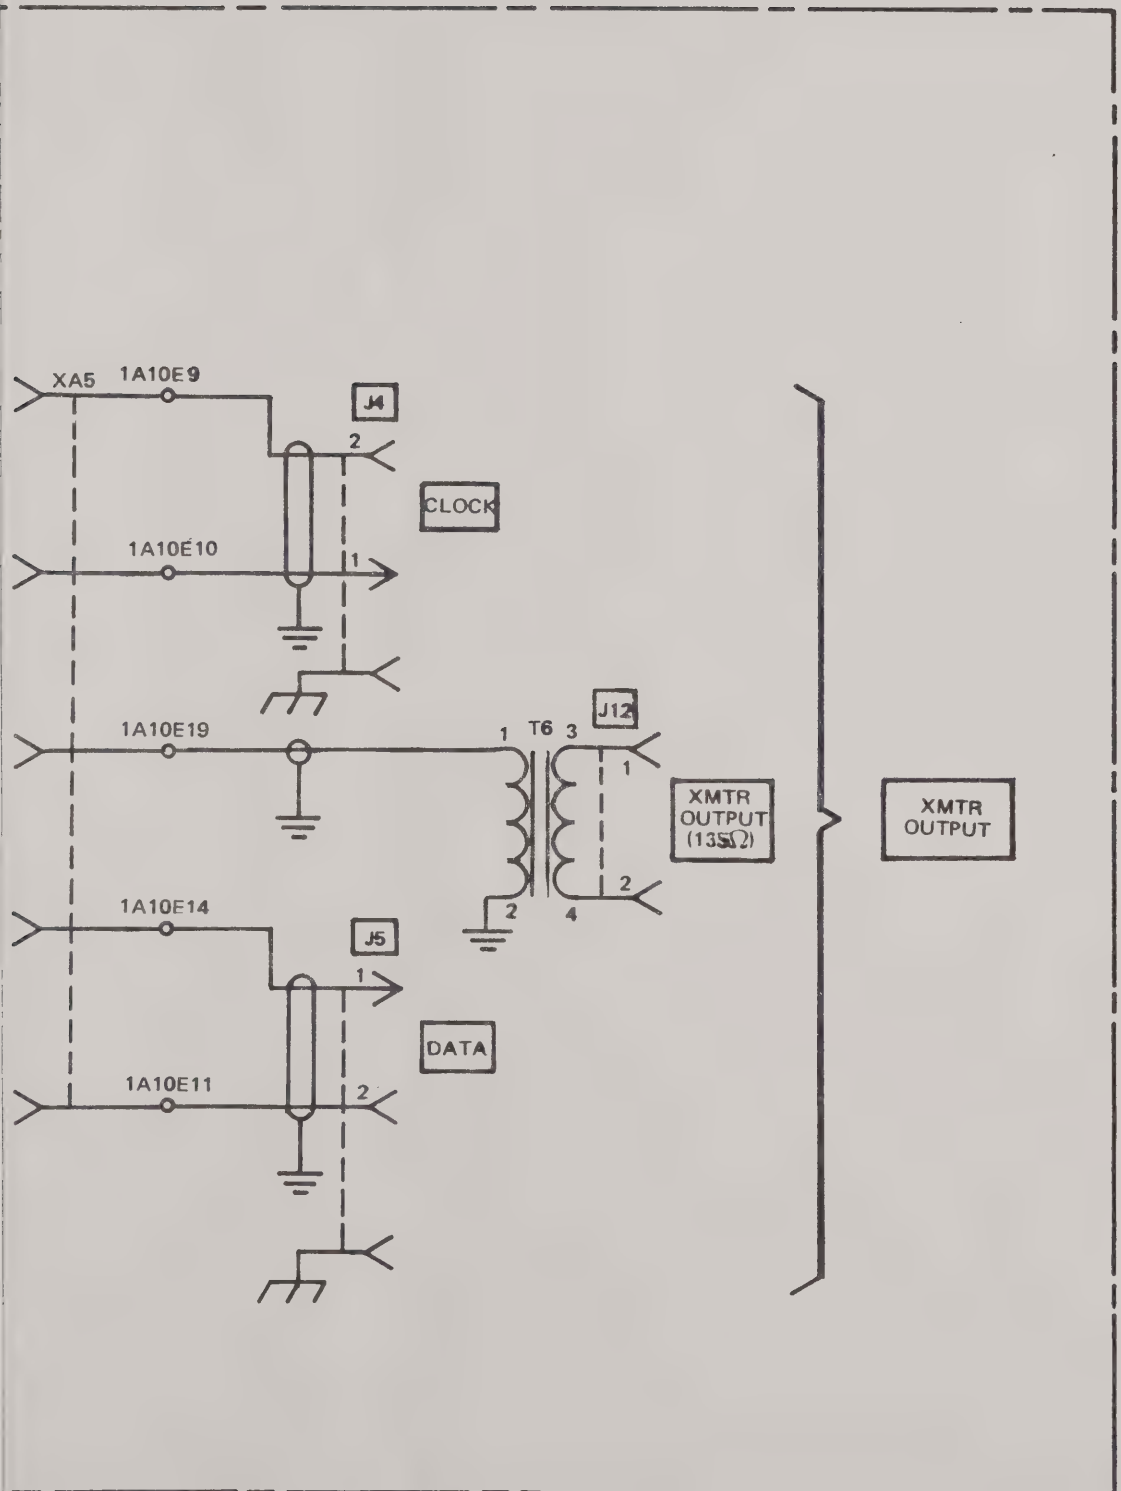 XA5 1A10E9
J4
2
CLOCK
1A10E10
1
1A10E19
1 T6 3
J12
1
XMTR
OUTPUT
(135Ω)
XMTR
OUTPUT
2
2 4
1A10E14
J5
1
DATA
1A10E11
2